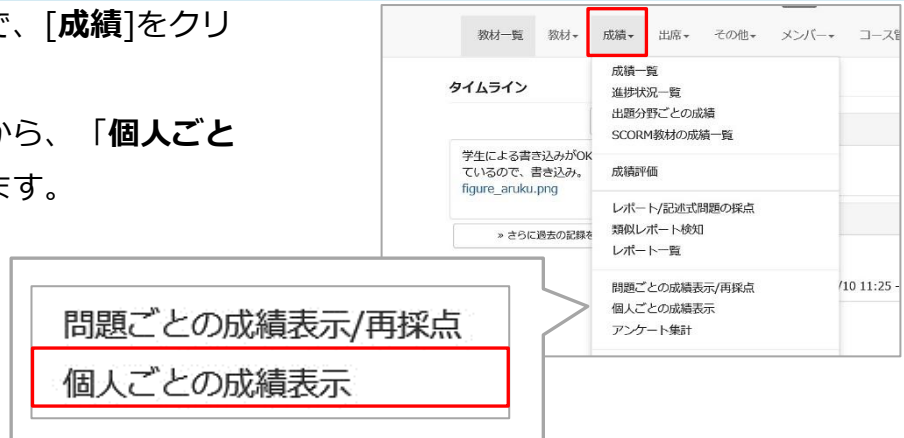 で、[成績]をクリ
から、「個人ごと
ます。
教材一覧 教材 成績 出席 その他 メンバー コース管
タイムライン
成績一覧
進捗状況一覧
出題分野ごとの成績
SCORM教材の成績一覧
学生による書き込みがOK
ているので、書き込み。
figure_aruku.png
成績評価
» さらに過去の記録を
レポート/記述式問題の採点
類似レポート検知
レポート一覧
問題ごとの成績表示/再採点
個人ごとの成績表示
アンケート集計
/10 11:25 -
問題ごとの成績表示/再採点
個人ごとの成績表示